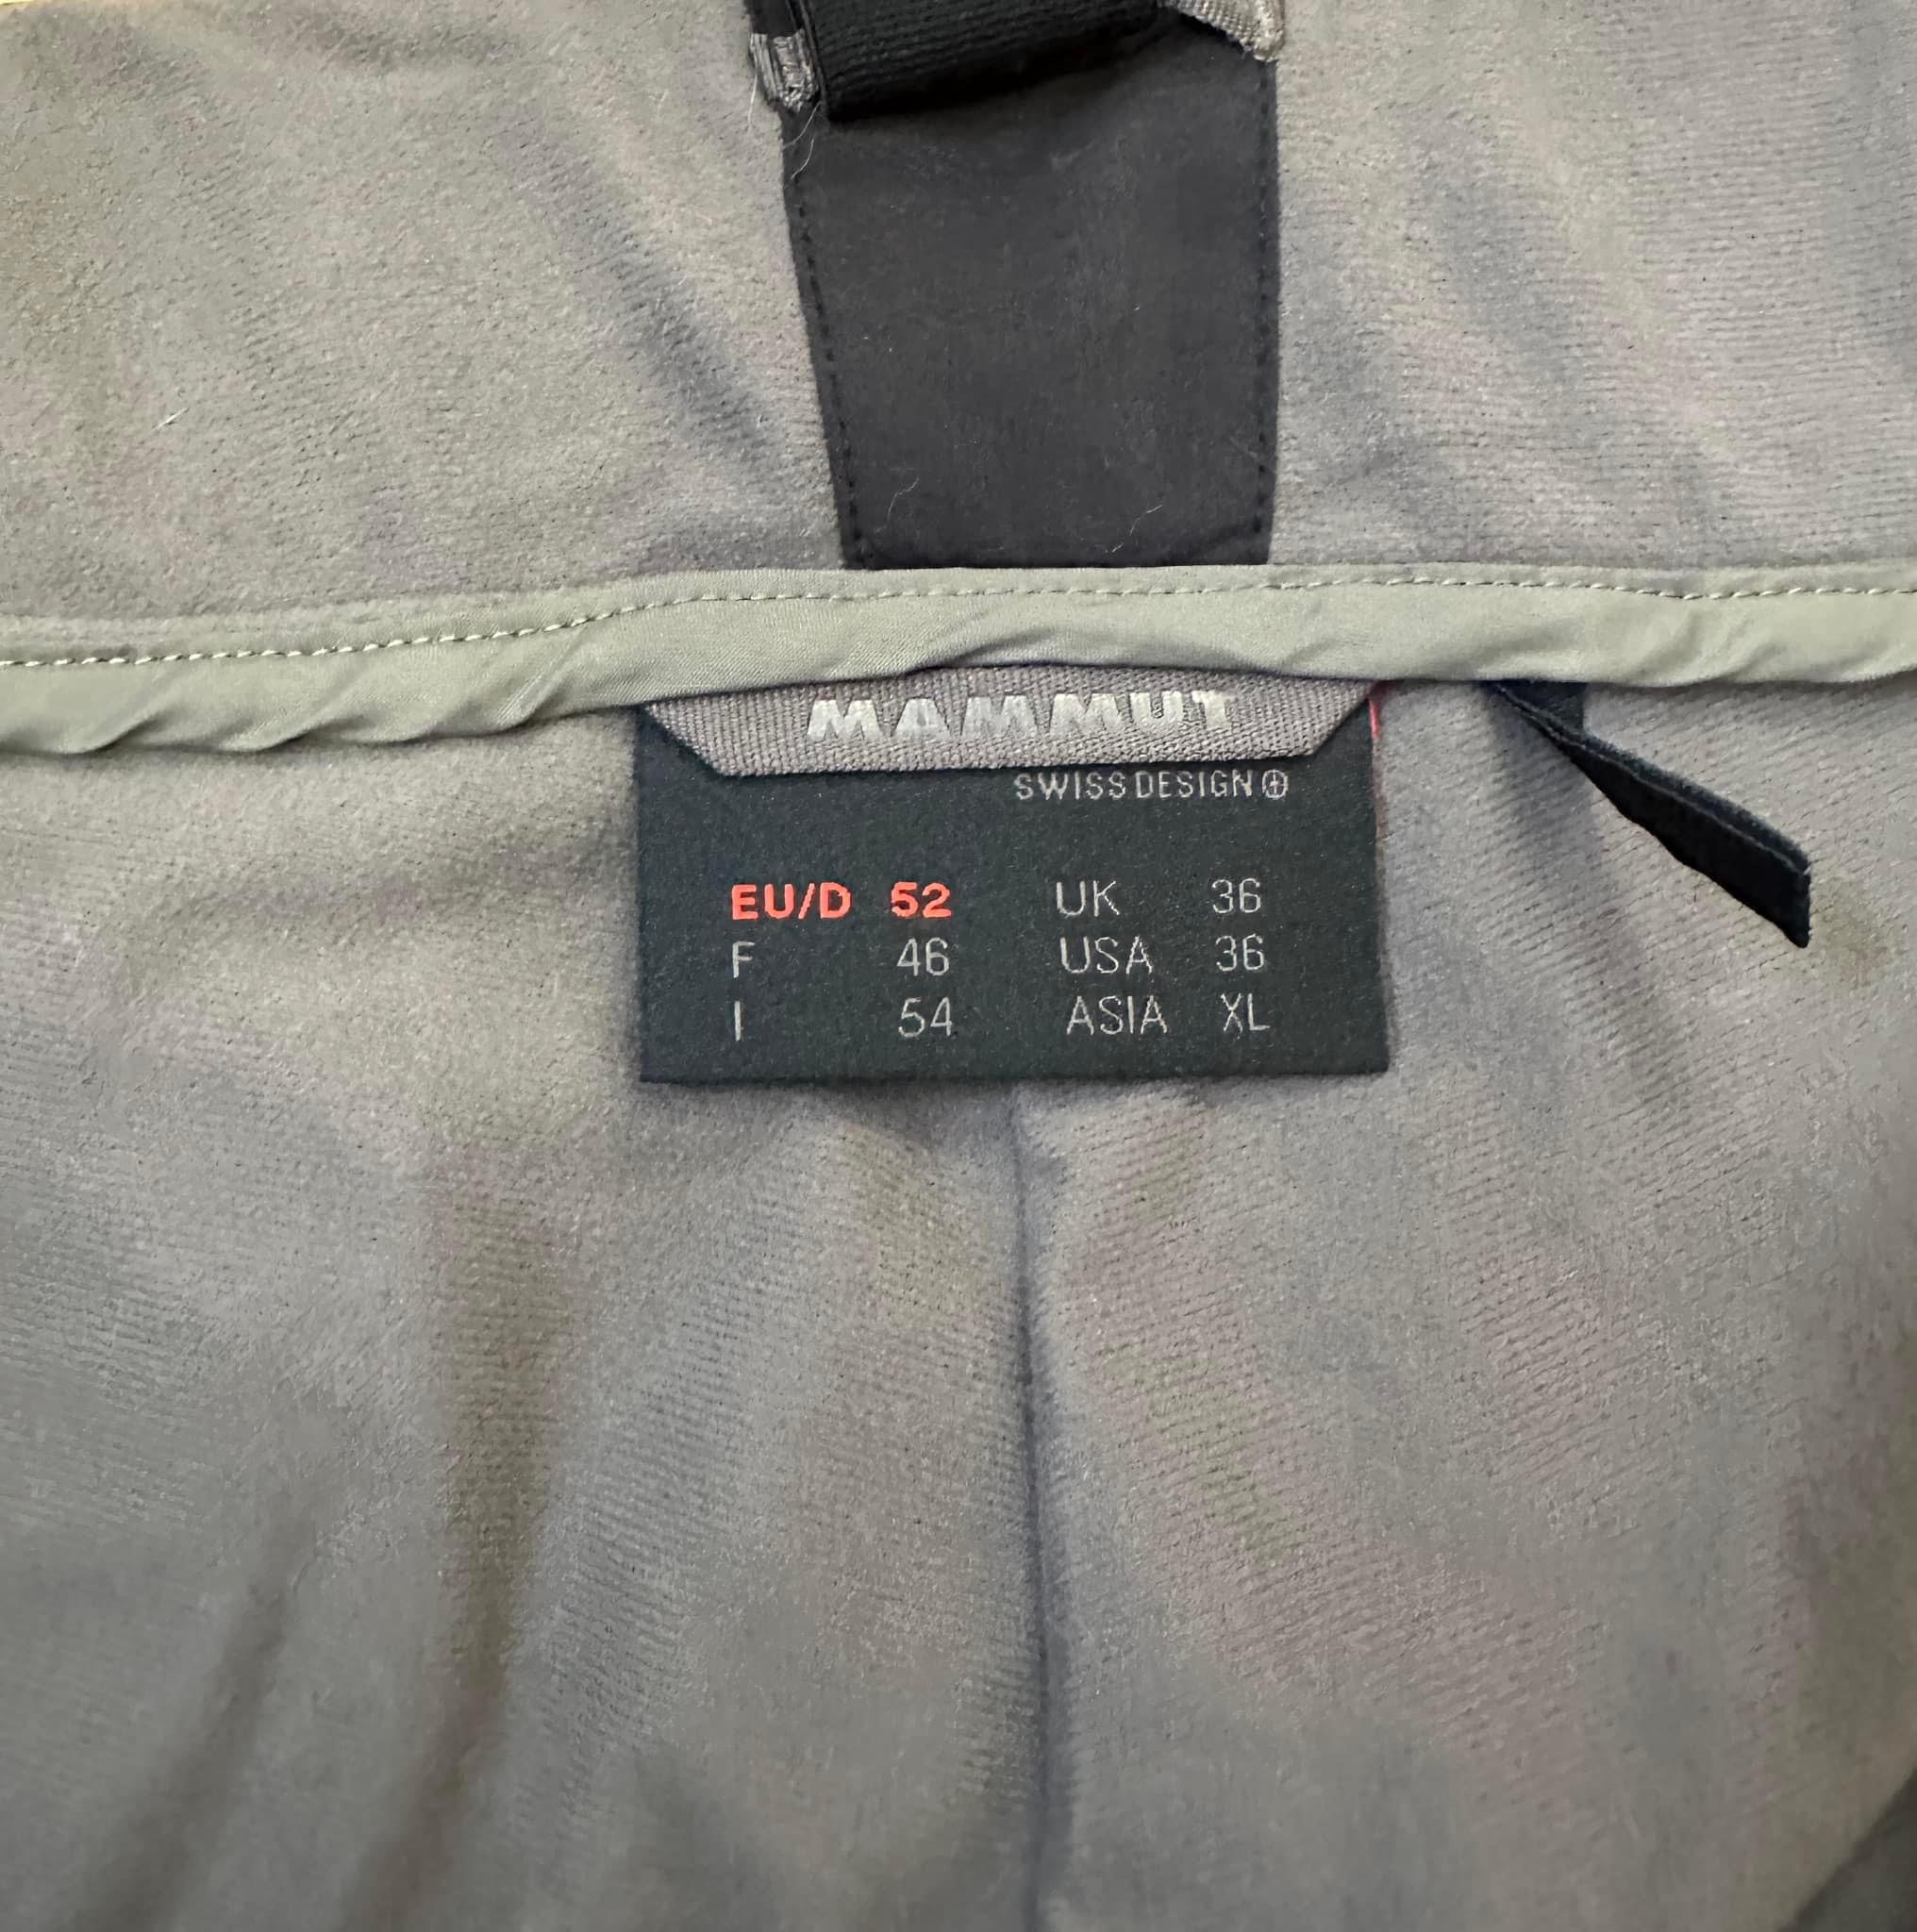 MAMMUT
SWISS DESIGN
EU/D 52 UK 36
F 46 USA 36
I 54 ASIA XL